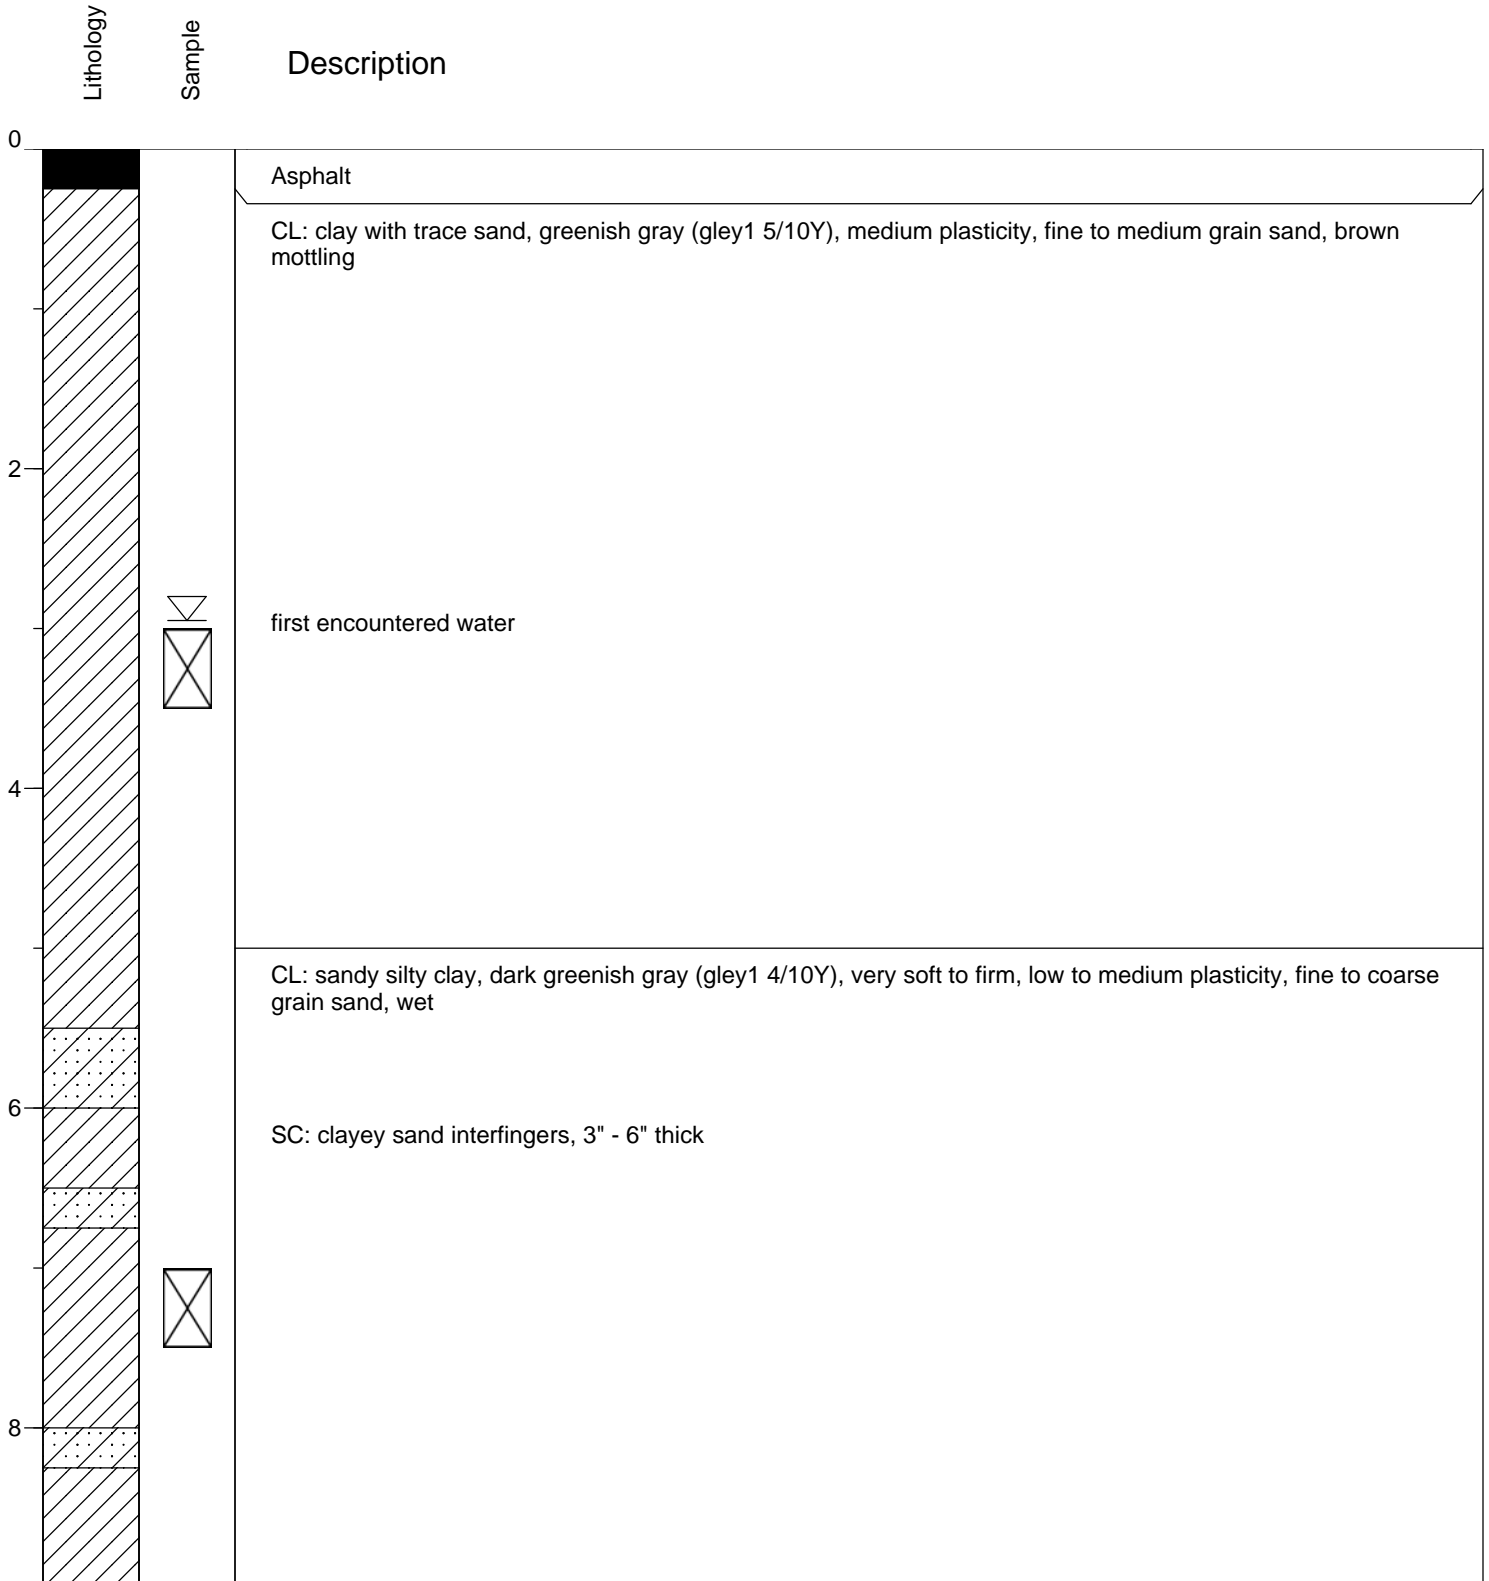 Lithology
Sample
Description
0
Asphalt
CL: clay with trace sand, greenish gray (gley1 5/10Y), medium plasticity, fine to medium grain sand, brown
mottling
2
first encountered water
4
CL: sandy silty clay, dark greenish gray (gley1 4/10Y), very soft to firm, low to medium plasticity, fine to coarse
grain sand, wet
6
SC: clayey sand interfingers, 3" - 6" thick
8